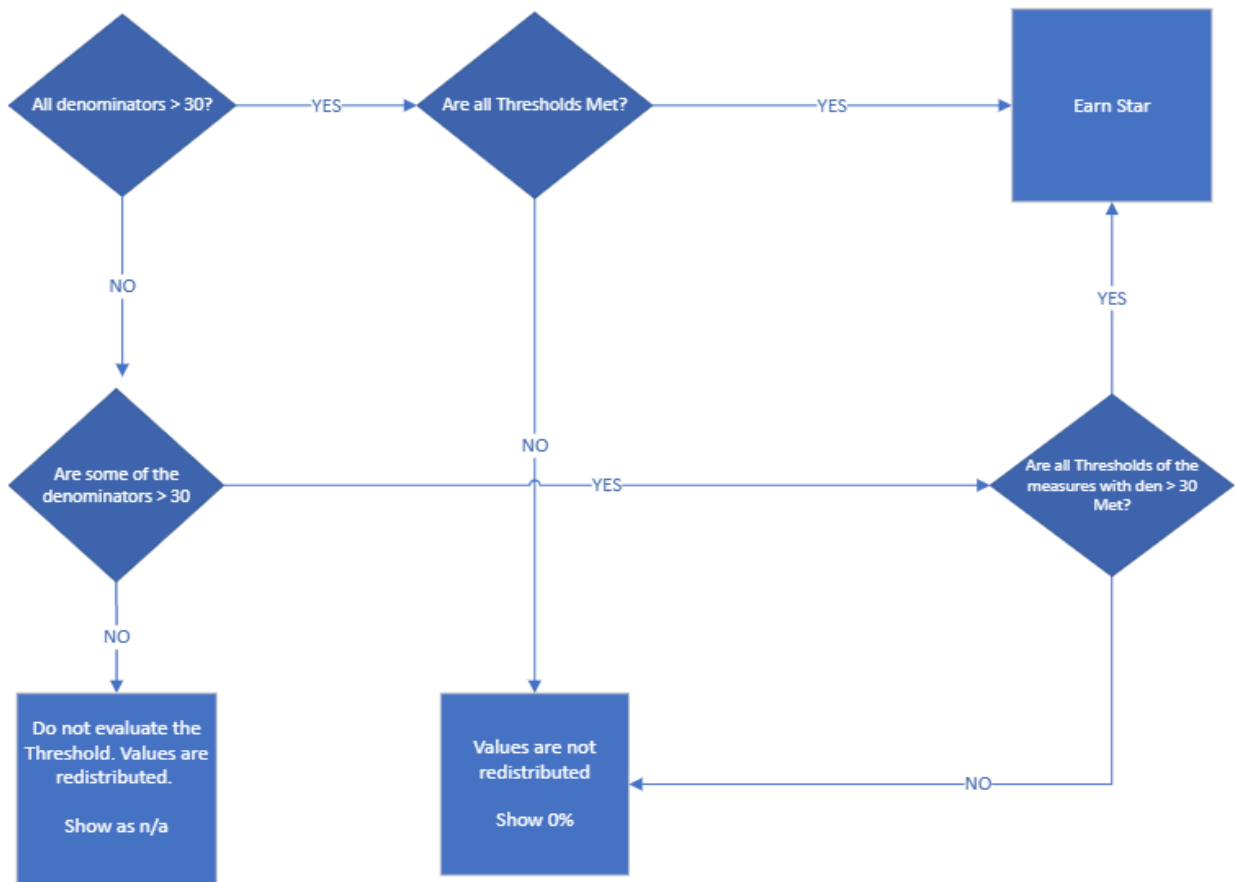 All denominators > 30?
YES
Are all Thresholds Met?
YES
Earn Star
NO
NO
YES
Are some of the
denominators > 30
YES
Are all Thresholds of the
measures with den > 30
Met?
NO
Do not evaluate the
Threshold. Values are
redistributed.
Show as n/a
Values are not
redistributed
Show 0%
NO